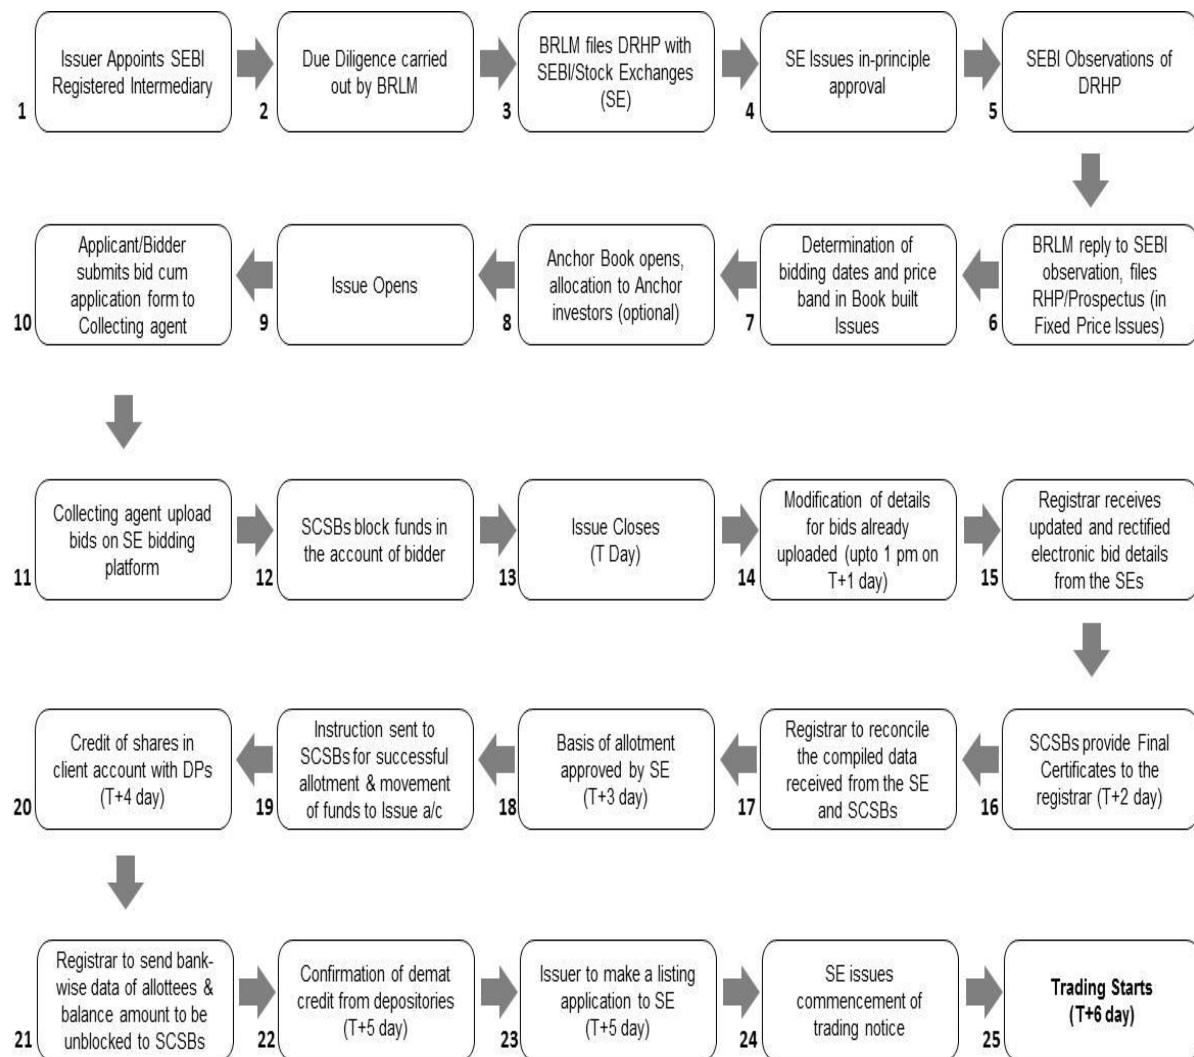 Issuer Appoints SEBI
Registered Intermediary
1
Due Diligence carried
out by BRLM
2
BRLM files DRHP with
SEBI/Stock Exchanges
(SE)
3
SE Issues in-principle
approval
4
SEBI Observations of
DRHP
5
BRLM reply to SEBI
observation, files
RHP/Prospectus (in
Fixed Price Issues)
6
Determination of
bidding dates and price
band in Book built
Issues
7
Anchor Book opens,
allocation to Anchor
investors (optional)
8
Issue Opens
9
Applicant/Bidder
submits bid cum
application form to
Collecting agent
10
Collecting agent upload
bids on SE bidding
platform
11
SCSBs block funds in
the account of bidder
12
Issue Closes
(T Day)
13
Modification of details
for bids already
uploaded (upto 1 pm on
T+1 day)
14
Registrar receives
updated and rectified
electronic bid details
from the SEs
15
SCSBs provide Final
Certificates to the
registrar (T+2 day)
16
Registrar to reconcile
the compiled data
received from the SE
and SCSBs
17
Basis of allotment
approved by SE
(T+3 day)
18
Instruction sent to
SCSBs for successful
allotment & movement
of funds to Issue a/c
19
Credit of shares in
client account with DPs
(T+4 day)
20
Registrar to send bank-
wise data of allottees &
balance amount to be
unblocked to SCSBs
21
Confirmation of demat
credit from depositories
(T+5 day)
22
Issuer to make a listing
application to SE
(T+5 day)
23
SE issues
commencement of
trading notice
24
Trading Starts
(T+6 day)
25